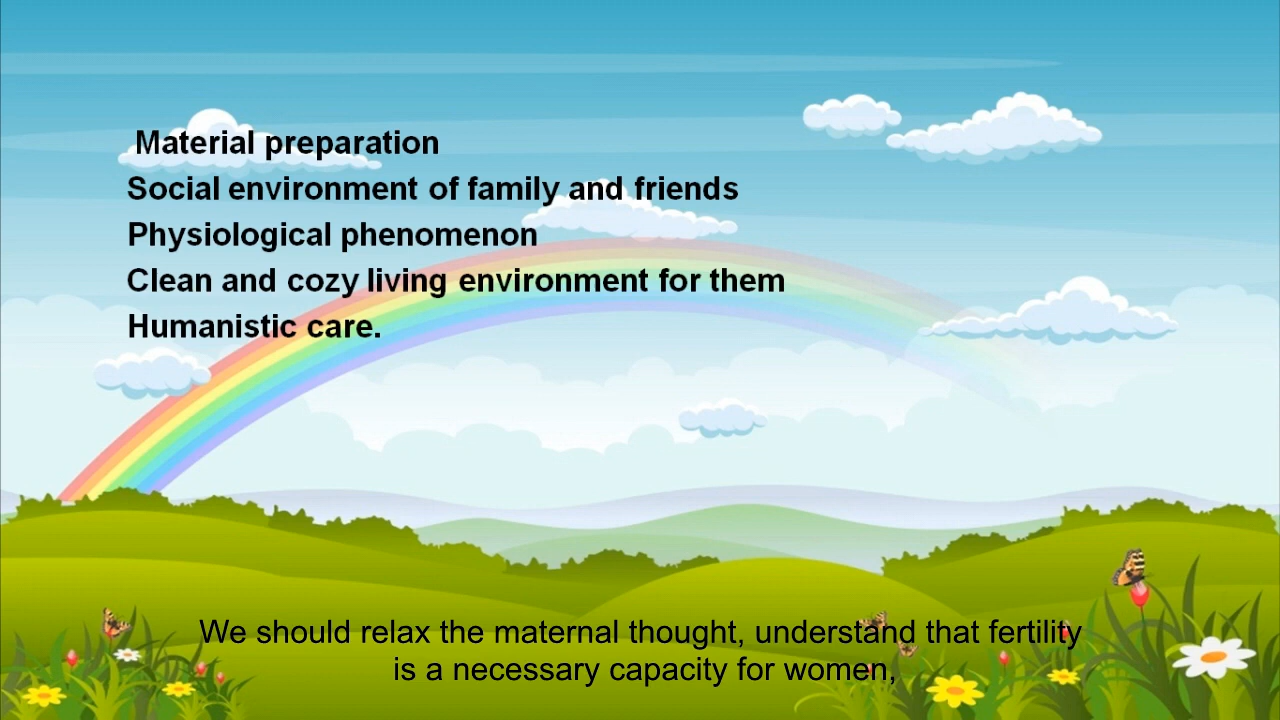 Material preparation
Social environment of family and friends
Physiological phenomenon
Clean and cozy living environment for them
Humanistic care.
We should relax the maternal thought, understand that fertility
is a necessary capacity for women,